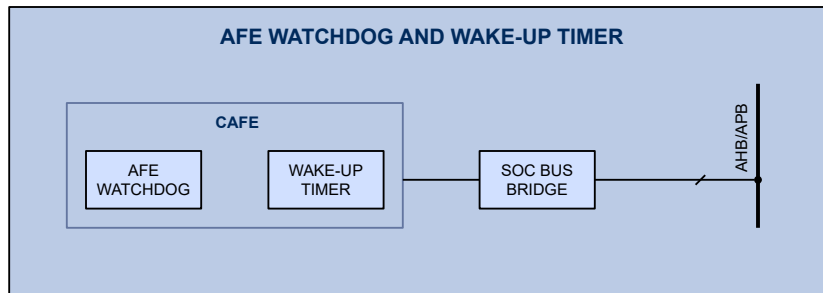 AFE WATCHDOG AND WAKE-UP TIMER
CAFE
AFE
WATCHDOG
WAKE-UP
TIMER
SOC BUS
BRIDGE
AHB/APB